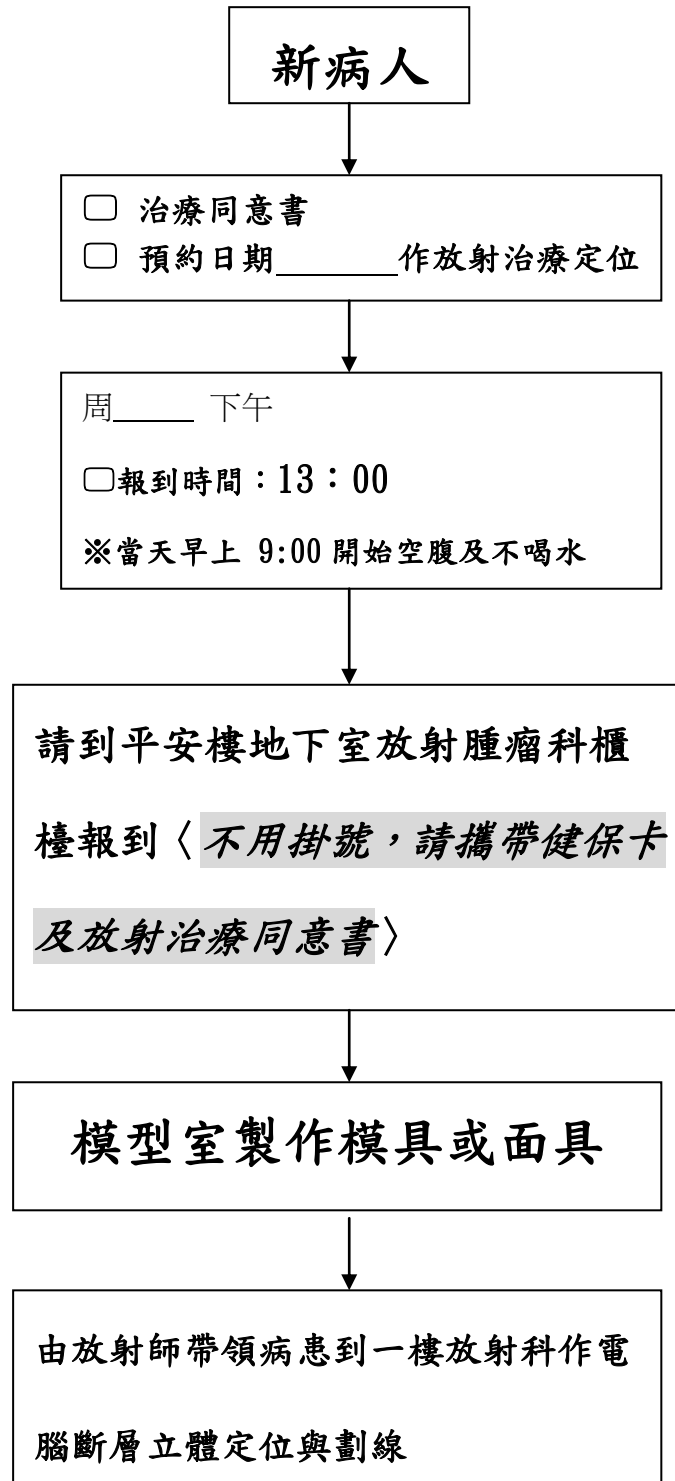 新病人
▢ 治療同意書
▢ 預約日期_______作放射治療定位
周_____ 下午
▢報到時間：13：00
※當天早上 9:00 開始空腹及不喝水
請到平安樓地下室放射腫瘤科櫃
檯報到〈不用掛號，請攜帶健保卡
及放射治療同意書〉
模型室製作模具或面具
由放射師帶領病患到一樓放射科作電
腦斷層立體定位與劃線